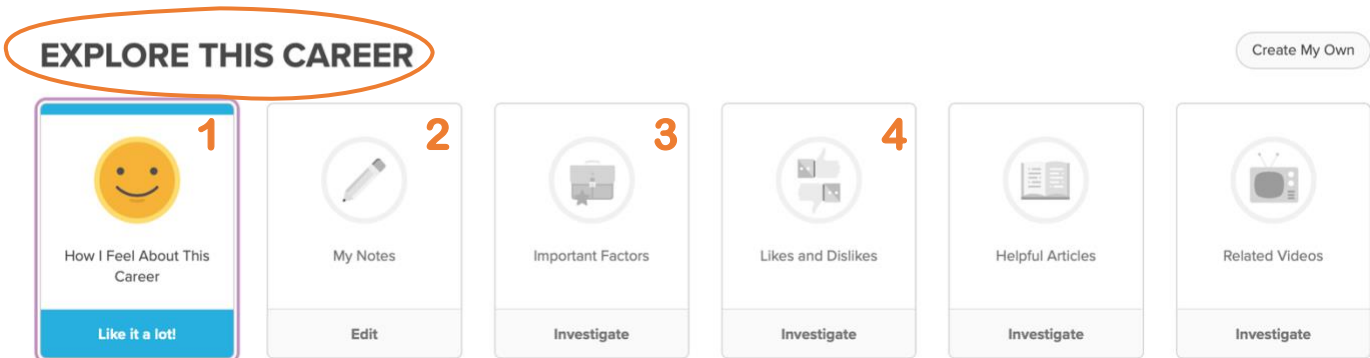 EXPLORE THIS CAREER
Create My Own
1
2
3
4
How I Feel About This
Career
My Notes
Important Factors
Likes and Dislikes
Helpful Articles
Related Videos
Like it a lot!
Edit
Investigate
Investigate
Investigate
Investigate